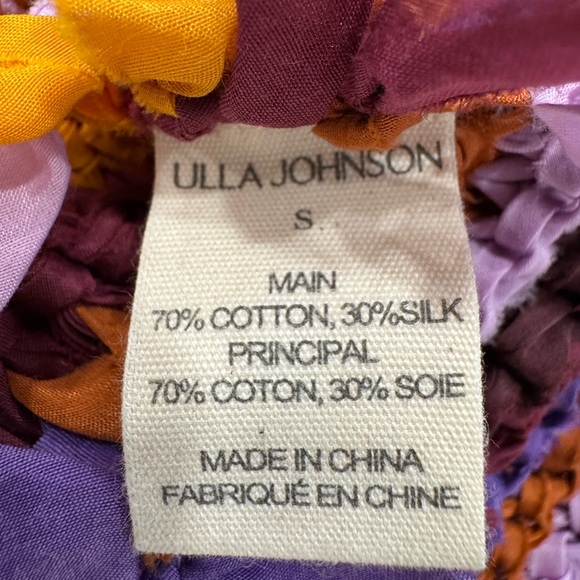 ULLA JOHNSON
S
MAIN
70% COTTON, 30%SILK
PRINCIPAL
70% COTON, 30% SOIE
MADE IN CHINA
FABRIQUÉ EN CHINE